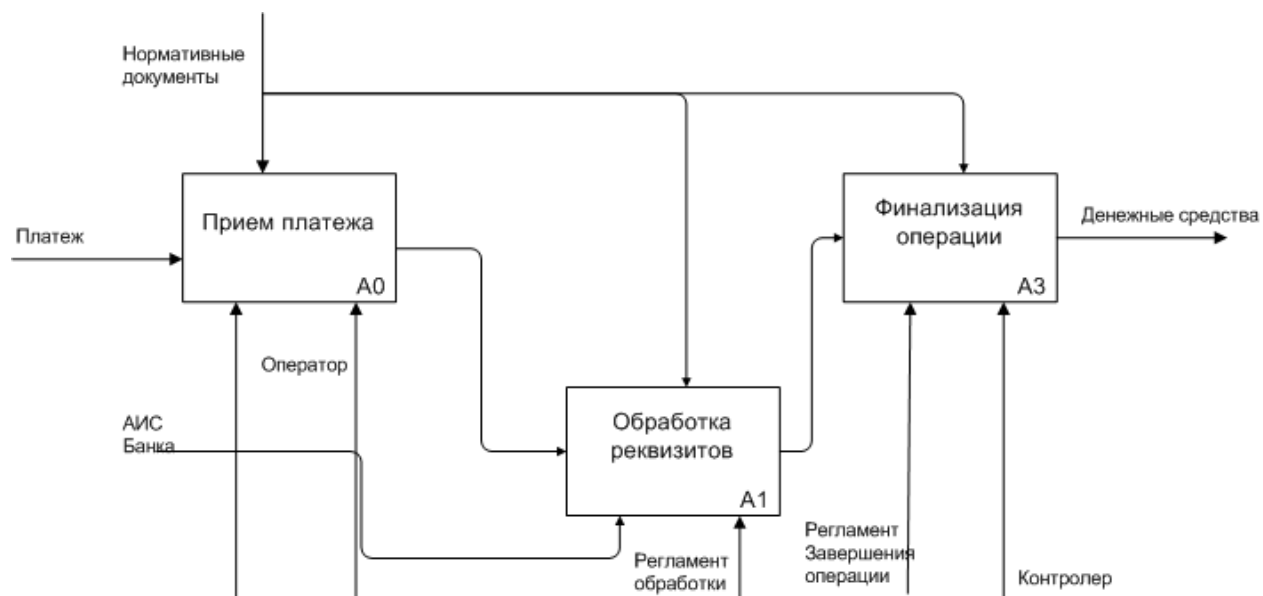 Нормативные
документы
Прием платежа
A0
Платеж
Финализация
операции
A3
Денежные средства
Оператор
АИС
Банка
Обработка
реквизитов
A1
Регламент
обработки
Регламент
Завершения
операции
Контролер